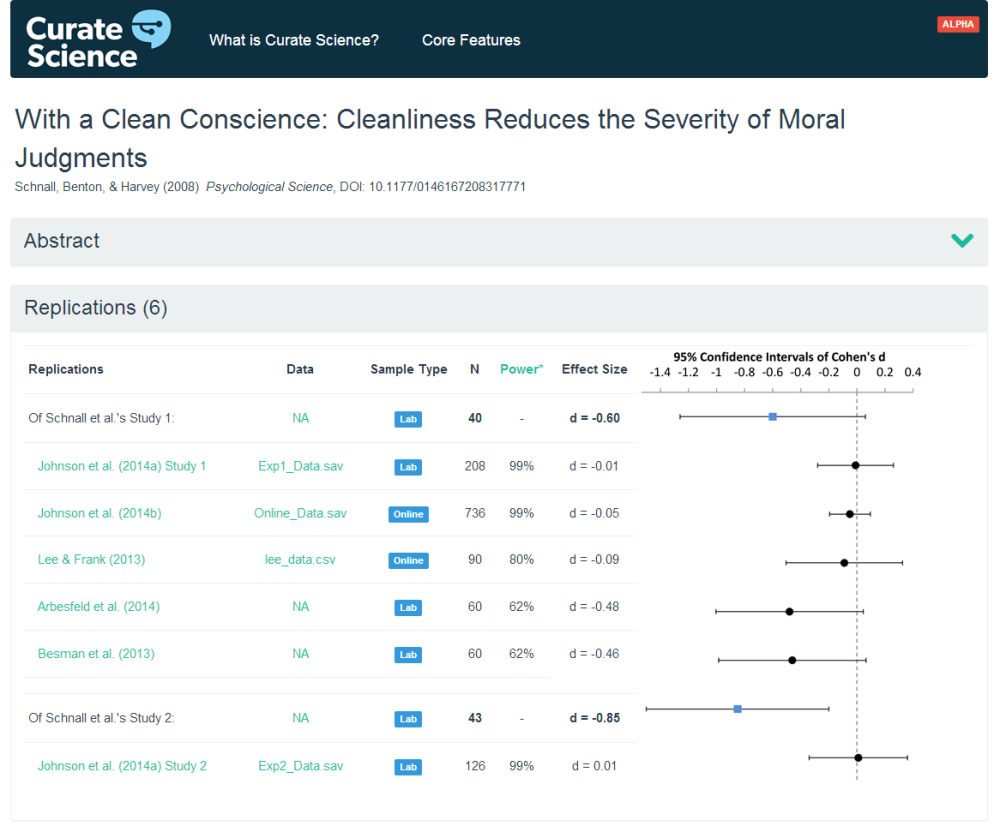 Curate
Science
What is Curate Science?
Core Features
ALPHA
With a Clean Conscience: Cleanliness Reduces the Severity of Moral
Judgments
Schnall, Benton, & Harvey (2008) Psychological Science, DOI: 10.1177/0146167208317771
Abstract
Replications (6)
95% Confidence Intervals of Cohen's d
Replications Data Sample Type N Power* Effect Size -1.4 -1.2 -1 -0.8 -0.6 -0.4 -0.2 0 0.2 0.4
Of Schnall et al.'s Study 1: NA Lab 40 - d = -0.60
Johnson et al. (2014a) Study 1 Exp1_Data.sav Lab 208 99% d = -0.01
Johnson et al. (2014b) Online_Data.sav Online 736 99% d = -0.05
Lee & Frank (2013) lee_data.csv Online 90 80% d = -0.09
Arbesfeld et al. (2014) NA Lab 60 62% d = -0.48
Besman et al. (2013) NA Lab 60 62% d = -0.46
Of Schnall et al.'s Study 2: NA Lab 43 - d = -0.85
Johnson et al. (2014a) Study 2 Exp2_Data.sav Lab 126 99% d = 0.01